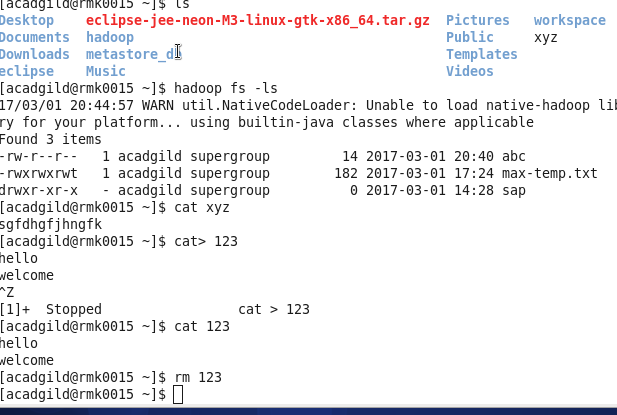 [acadgild@rmk0015 ~]$ ls
Desktop eclipse-jee-neon-M3-linux-gtk-x86_64.tar.gz Pictures workspace
Documents hadoop Public xyz
Downloads metastore_db Templates
eclipse Music Videos
[acadgild@rmk0015 ~]$ hadoop fs -ls
17/03/01 20:44:57 WARN util.NativeCodeLoader: Unable to load native-hadoop lib
ry for your platform... using builtin-java classes where applicable
Found 3 items
-rw-r--r-- 1 acadgild supergroup 14 2017-03-01 20:40 abc
-rwxrwxrwt 1 acadgild supergroup 182 2017-03-01 17:24 max-temp.txt
drwxr-xr-x - acadgild supergroup 0 2017-03-01 14:28 sap
[acadgild@rmk0015 ~]$ cat xyz
sgfdhgfjhngfk
[acadgild@rmk0015 ~]$ cat> 123
hello
welcome
^Z
[1]+ Stopped cat > 123
[acadgild@rmk0015 ~]$ cat 123
hello
welcome
[acadgild@rmk0015 ~]$ rm 123
[acadgild@rmk0015 ~]$